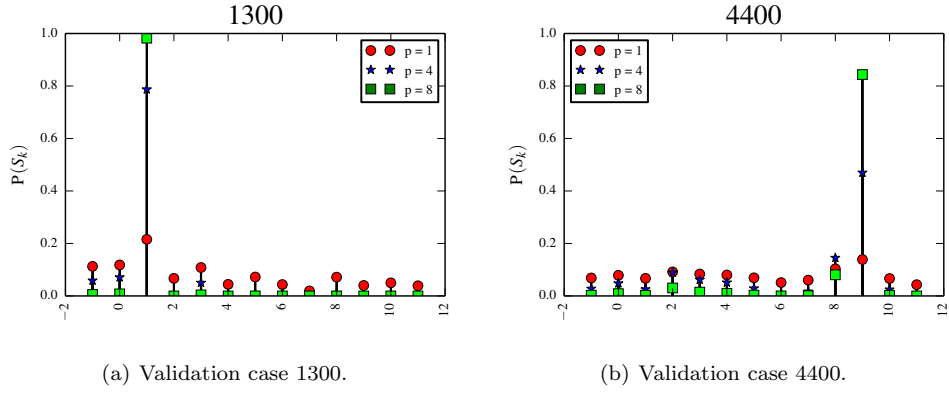 1300
P(S_k)
1.0
0.8
0.6
0.4
0.2
0.0
p = 1
p = 4
p = 8
−2 0 2 4 6 8 10 12
(a) Validation case 1300.
4400
P(S_k)
1.0
0.8
0.6
0.4
0.2
0.0
p = 1
p = 4
p = 8
−2 0 2 4 6 8 10 12
(b) Validation case 4400.